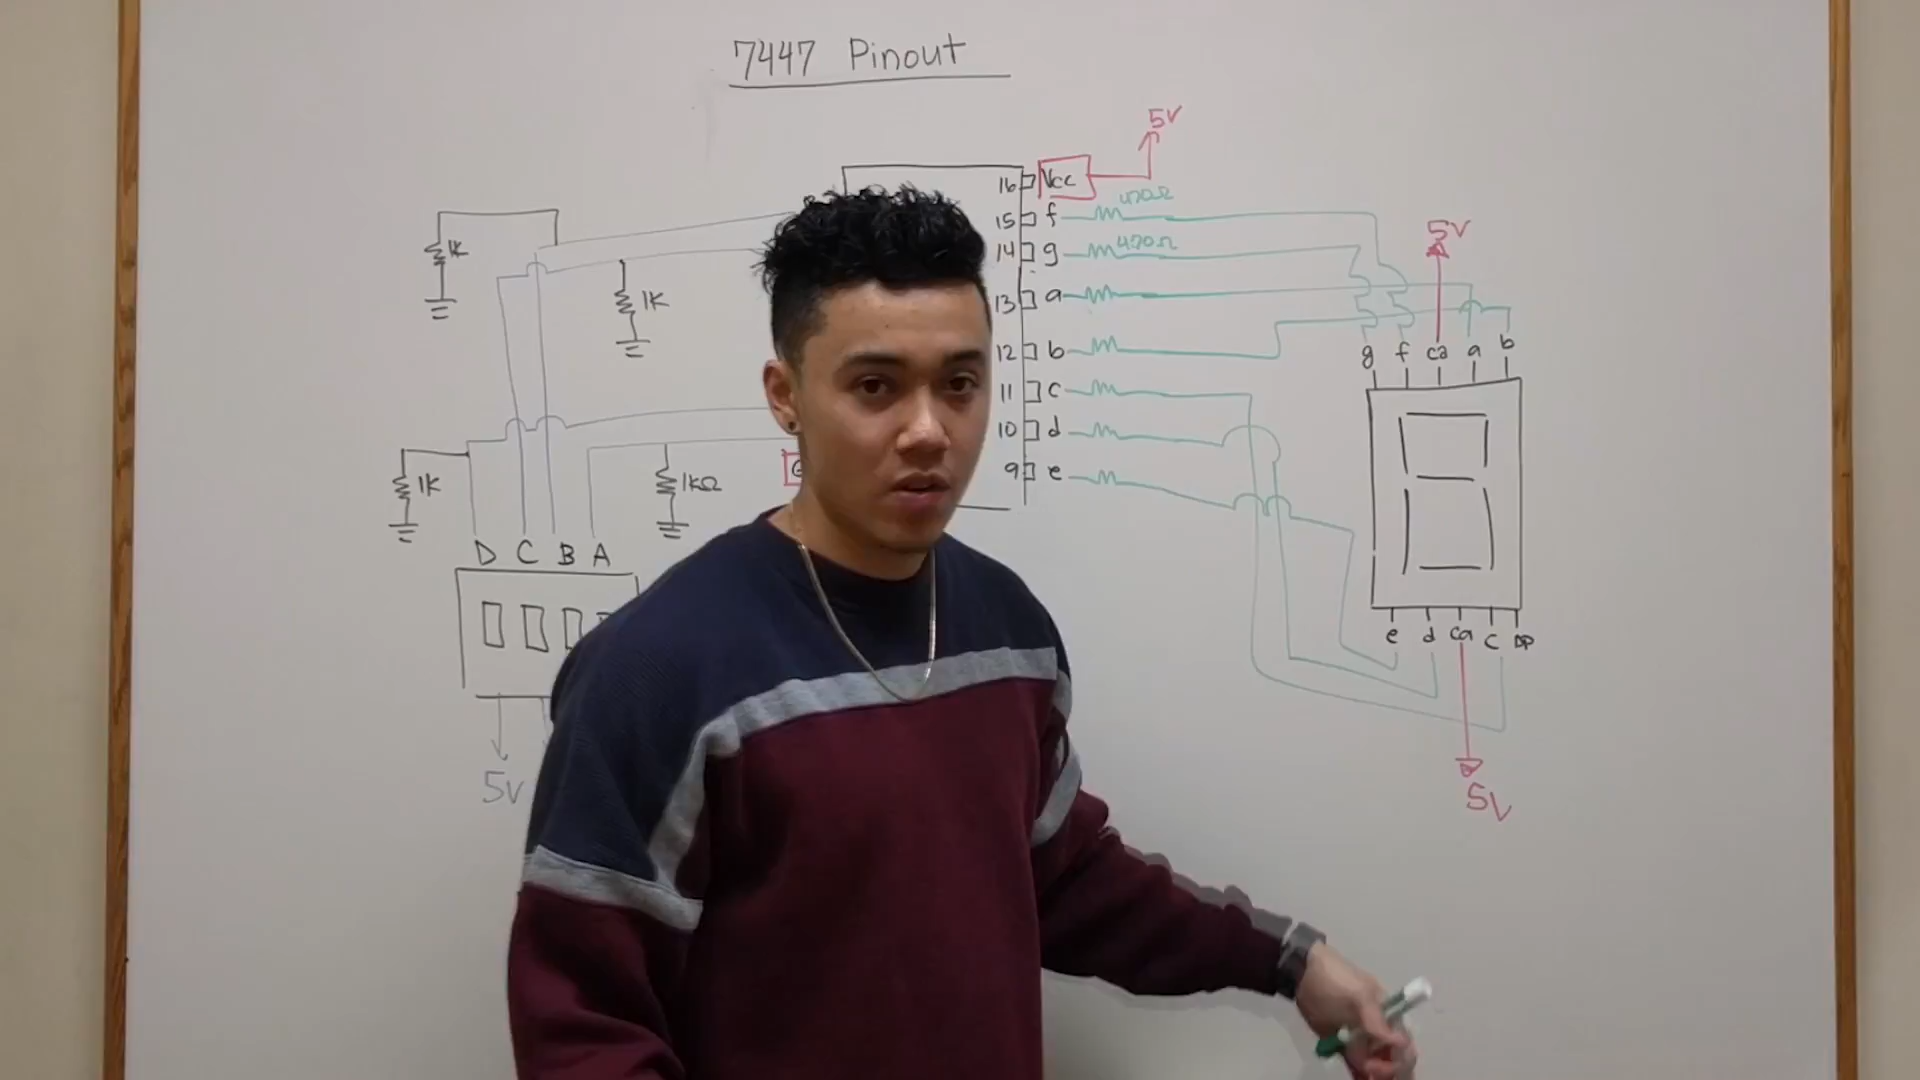 7447 Pinout
5V
16 Vcc
15 f 470Ω
14 g 470Ω
13 a
12 b
11 c
10 d
9 e
1K
1K
1K
1KΩ
D C B A
5V
5V
g f ca a b
e d ca c DP
5V